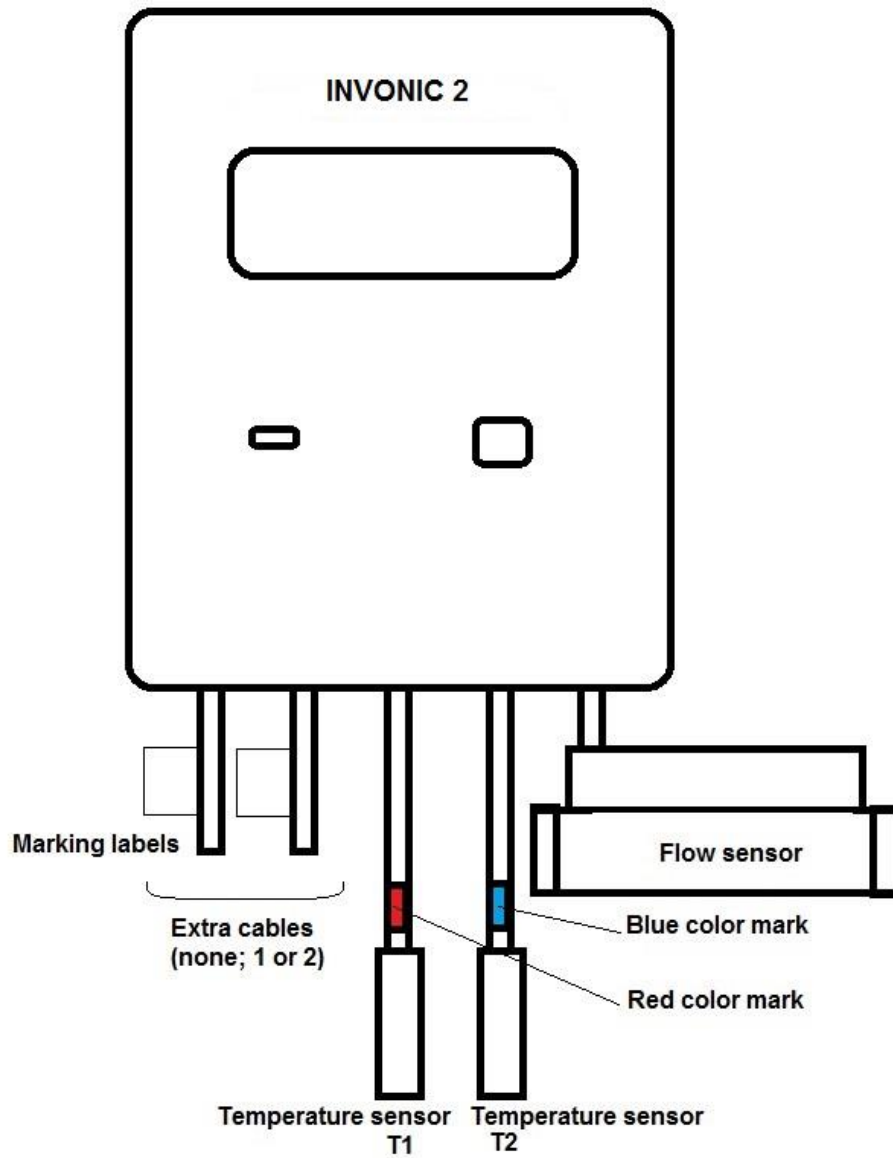 INVONIC 2
Marking labels
Flow sensor
Extra cables
(none; 1 or 2)
Blue color mark
Red color mark
Temperature sensor
T1
Temperature sensor
T2